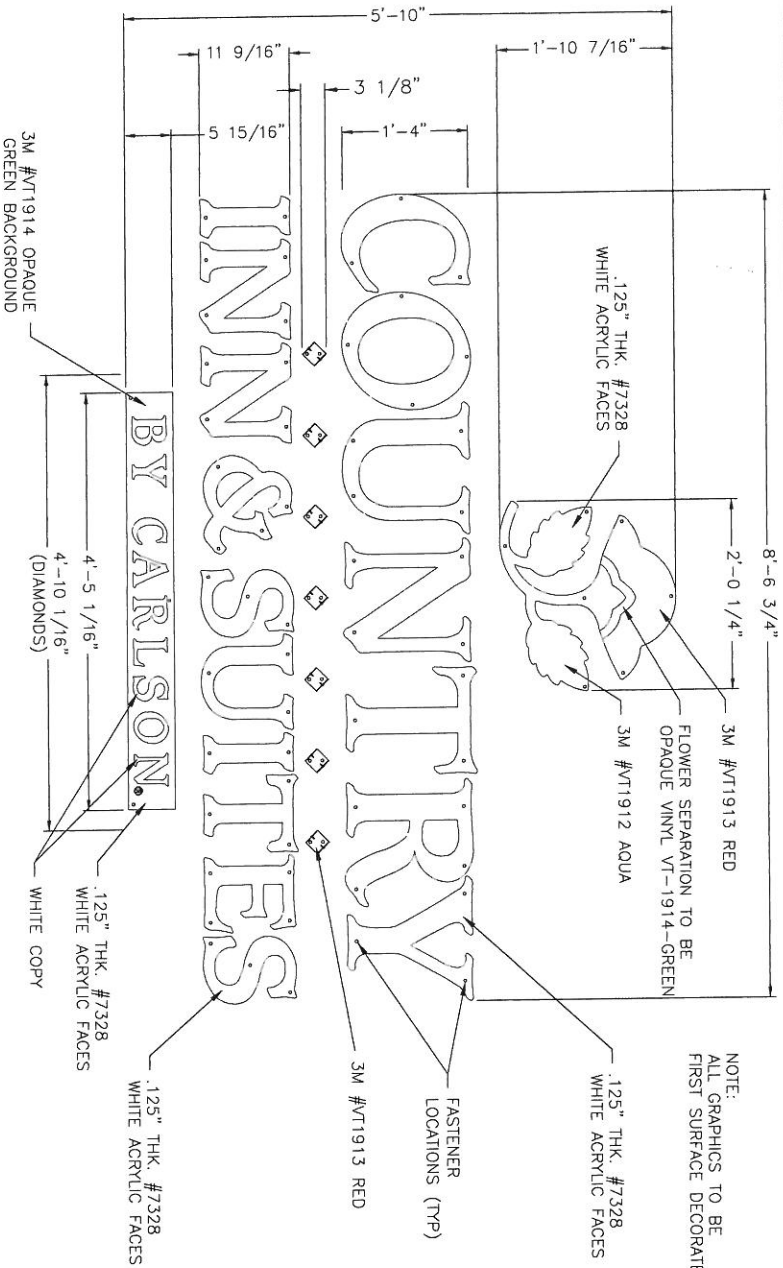 8'-6 3/4"
2'-0 1/4"
5'-10"
1'-10 7/16"
11 9/16"
3 1/8"
1'-4"
5 15/16"
NOTE:
ALL GRAPHICS TO BE
FIRST SURFACE DECORATE
3M #VT1913 RED
FLOWER SEPARATION TO BE
OPAQUE VINYL VT-1914-GREEN
3M #VT1912 AQUA
.125" THK. #7328
WHITE ACRYLIC FACES
COUNTRY
.125" THK. #7328
WHITE ACRYLIC FACES
FASTENER
LOCATIONS (TYP)
3M #VT1913 RED
INN & SUITES
.125" THK. #7328
WHITE ACRYLIC FACES
BY CARLSON
3M #VT1914 OPAQUE
GREEN BACKGROUND
4'-5 1/16"
4'-10 1/16"
(DIAMONDS)
.125" THK. #7328
WHITE ACRYLIC FACES
WHITE COPY